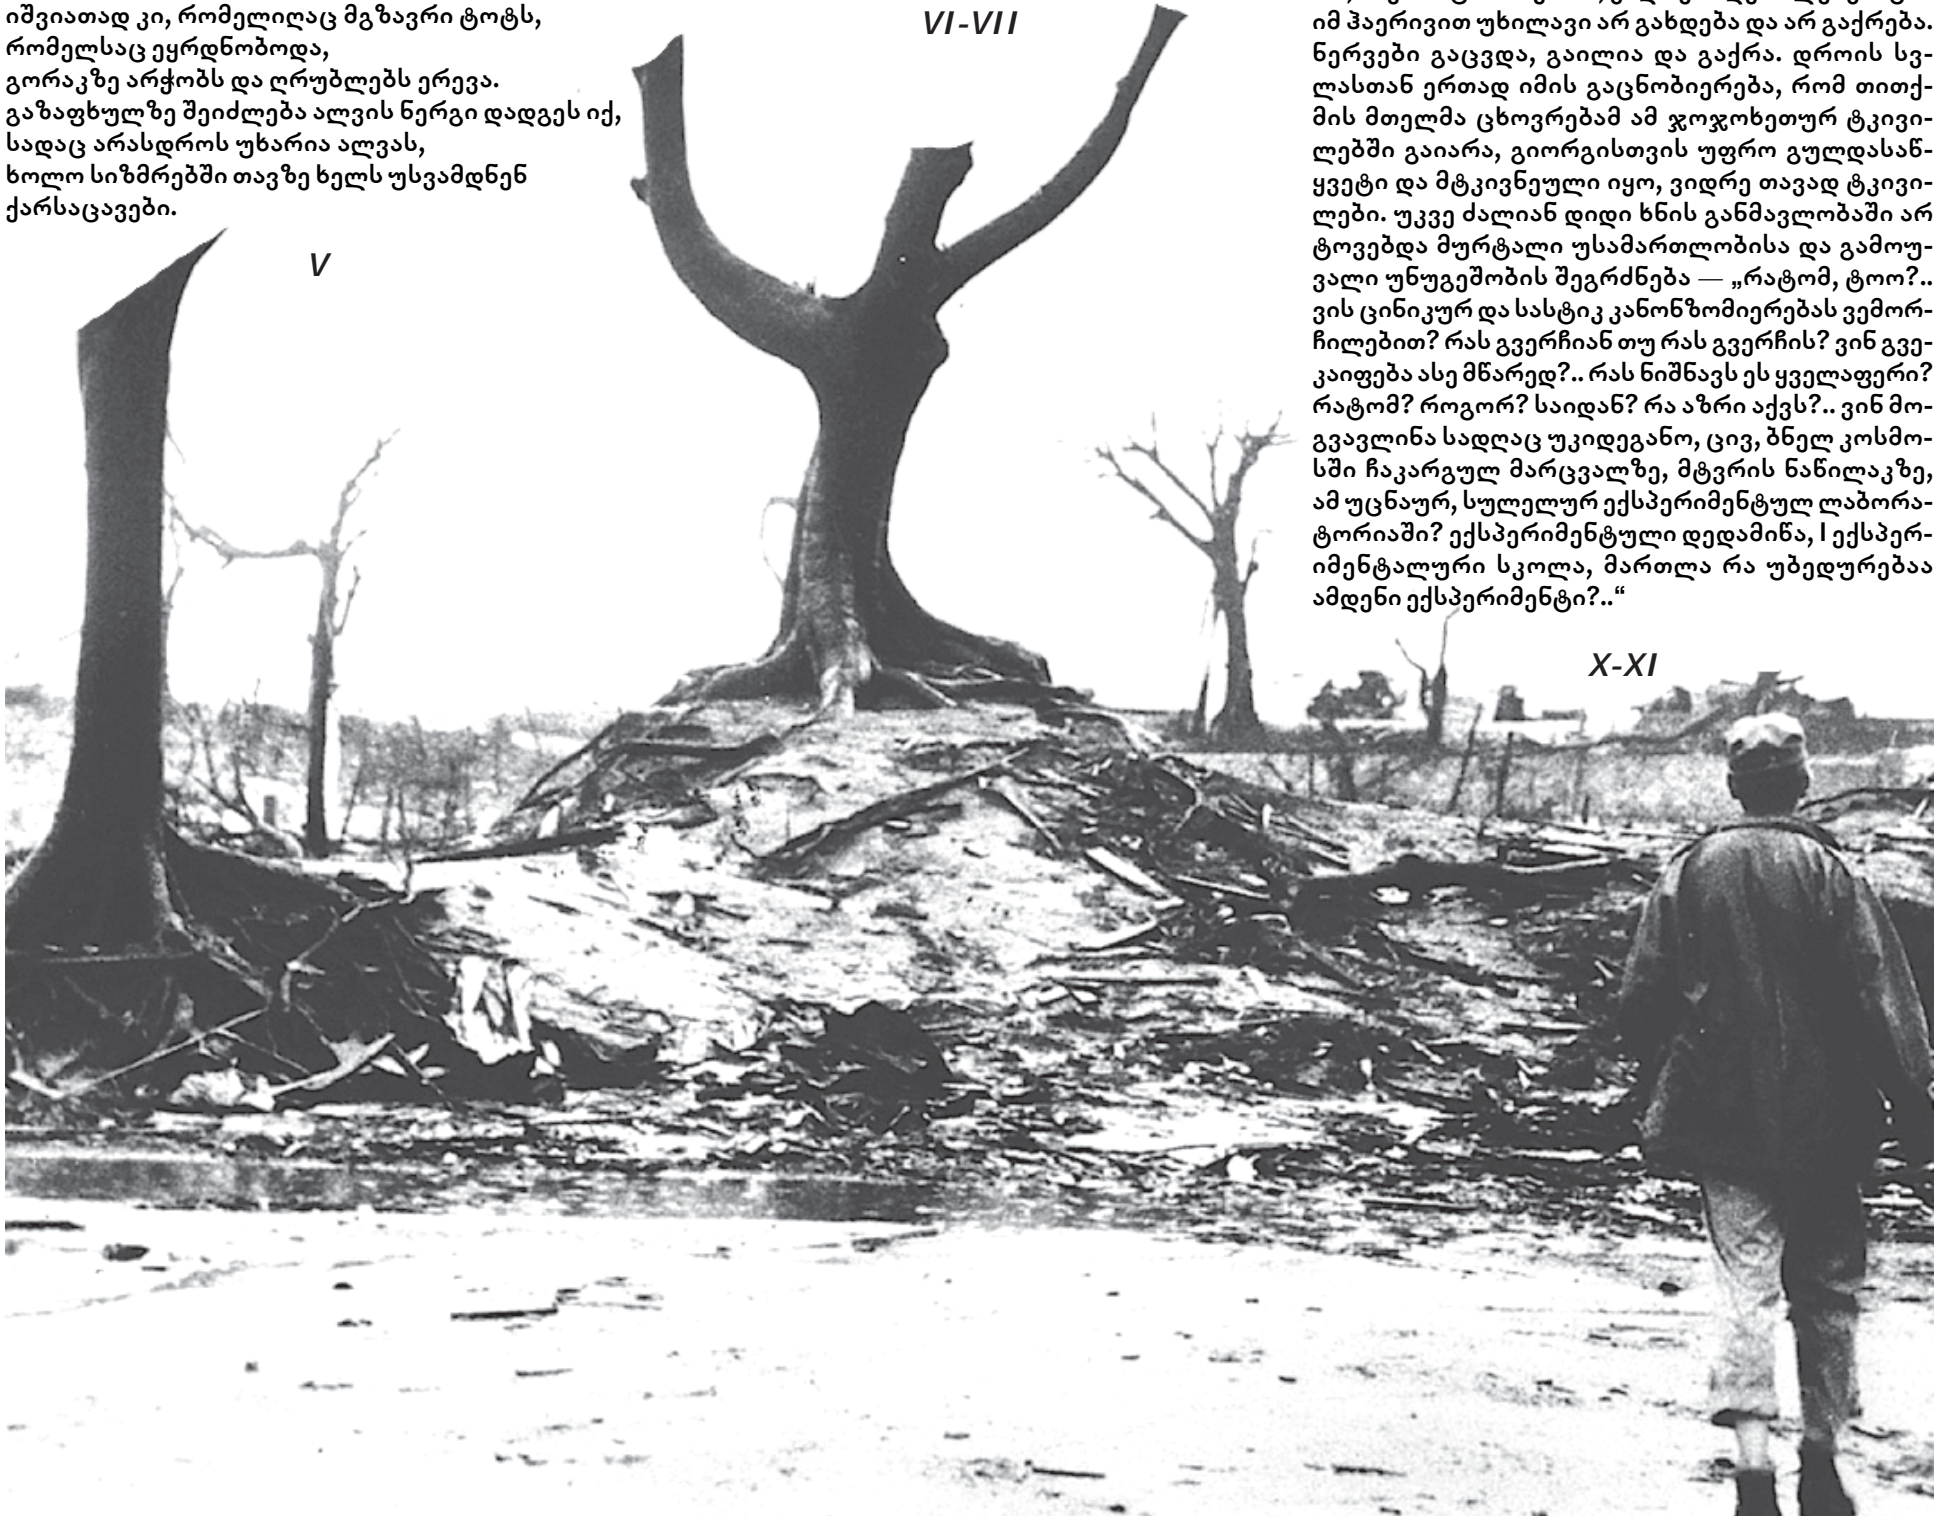 იშვიათად კი, რომელიღაც მგზავრი ტოტს,
რომელსაც ეყრდნობოდა,
გორაკზე არჭობს და ღრუბლებს ერევა.
გაზაფხულზე შეიძლება ალვის ნერგი დადგეს იქ,
სადაც არასდროს უხარია ალვას,
ხოლო სიზმრებში თავზე ხელს უსვამდნენ
ქარსაცავები.
V
VI-VII
იმ ჰაერივით უხილავი არ გახდება და არ გაქრება.
ნერვები გაცვდა, გაილია და გაქრა. დროის სვ-
ლასთან ერთად იმის გაცნობიერება, რომ თითქ-
მის მთელმა ცხოვრებამ ამ ჯოჯოხეთურ ტკივი-
ლებში გაიარა, გიორგისთვის უფრო გულდასაწ-
ყვეტი და მტკივნეული იყო, ვიდრე თავად ტკივი-
ლები. უკვე ძალიან დიდი ხნის განმავლობაში არ
ტოვებდა მურტალი უსამართლობისა და გამოუ-
ვალი უნუგეშობის შეგრძნება — „რატომ, ტოო?..
ვის ცინიკურ და სასტიკ კანონზომიერებას ვემორ-
ჩილებით? რას გვერჩიან თუ რას გვერჩის? ვინ გვე-
კაიფება ასე მწარედ?.. რას ნიშნავს ეს ყველაფერი?
რატომ? როგორ? საიდან? რა აზრი აქვს?.. ვინ მო-
გვავლინა სადღაც უკიდეგანო, ცივ, ბნელ კოსმო-
სში ჩაკარგულ მარცვალზე, მტვრის ნაწილაკზე,
ამ უცნაურ, სულელურ ექსპერიმენტულ ლაბორა-
ტორიაში? ექსპერიმენტული დედამიწა, I ექსპერ-
იმენტალური სკოლა, მართლა რა უბედურებაა
ამდენი ექსპერიმენტი?..“
X-XI